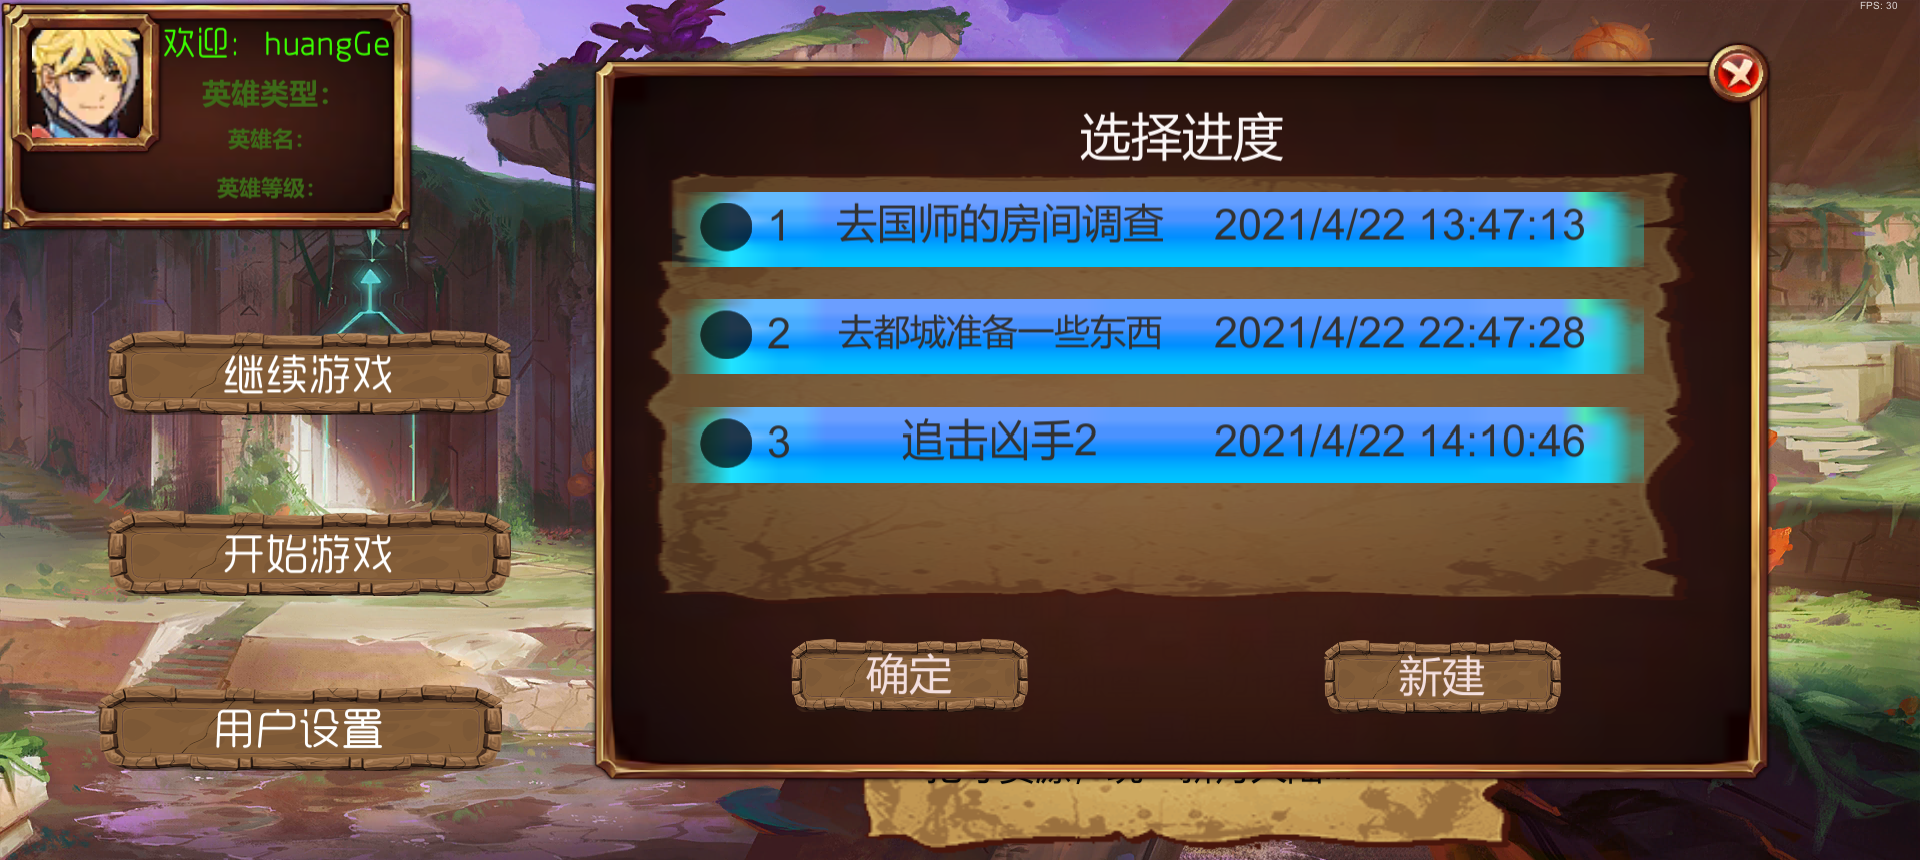 FPS: 30
欢迎： huangGe
英雄类型：
英雄名：
英雄等级：
继续游戏
开始游戏
用户设置
选择进度
1 去国师的房间调查 2021/4/22 13:47:13
2 去都城准备一些东西 2021/4/22 22:47:28
3 追击凶手2 2021/4/22 14:10:46
确定
新建